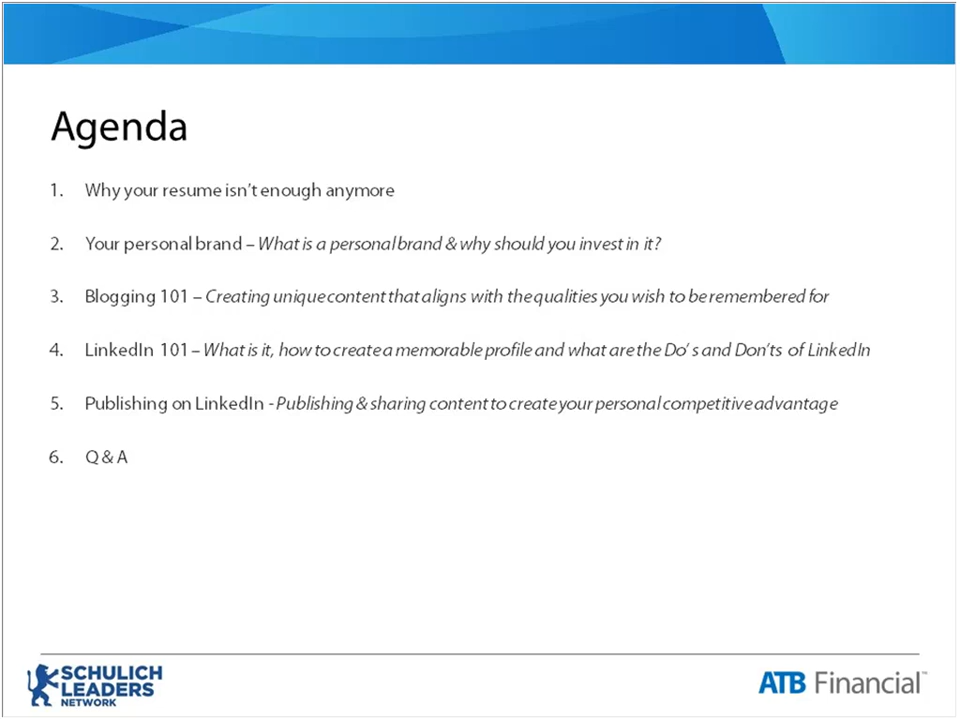 Agenda
1. Why your resume isn't enough anymore
2. Your personal brand – What is a personal brand & why should you invest in it?
3. Blogging 101 – Creating unique content that aligns with the qualities you wish to be remembered for
4. LinkedIn 101 – What is it, how to create a memorable profile and what are the Do's and Don'ts of LinkedIn
5. Publishing on LinkedIn - Publishing & sharing content to create your personal competitive advantage
6. Q & A
SCHULICH
LEADERS
NETWORK
ATB Financial™